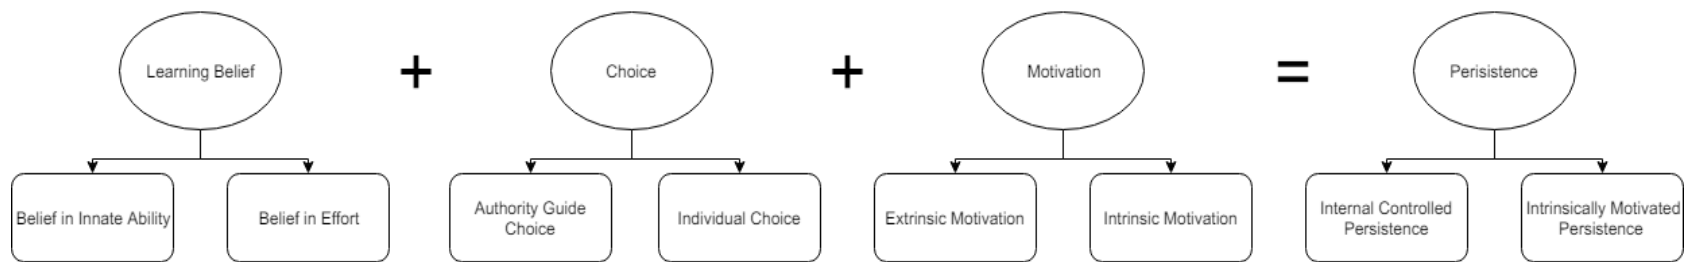 Learning Belief
+
Choice
+
Motivation
=
Perisistence
Belief in Innate Ability
Belief in Effort
Authority Guide
Choice
Individual Choice
Extrinsic Motivation
Intrinsic Motivation
Internal Controlled
Persistence
Intrinsically Motivated
Persistence